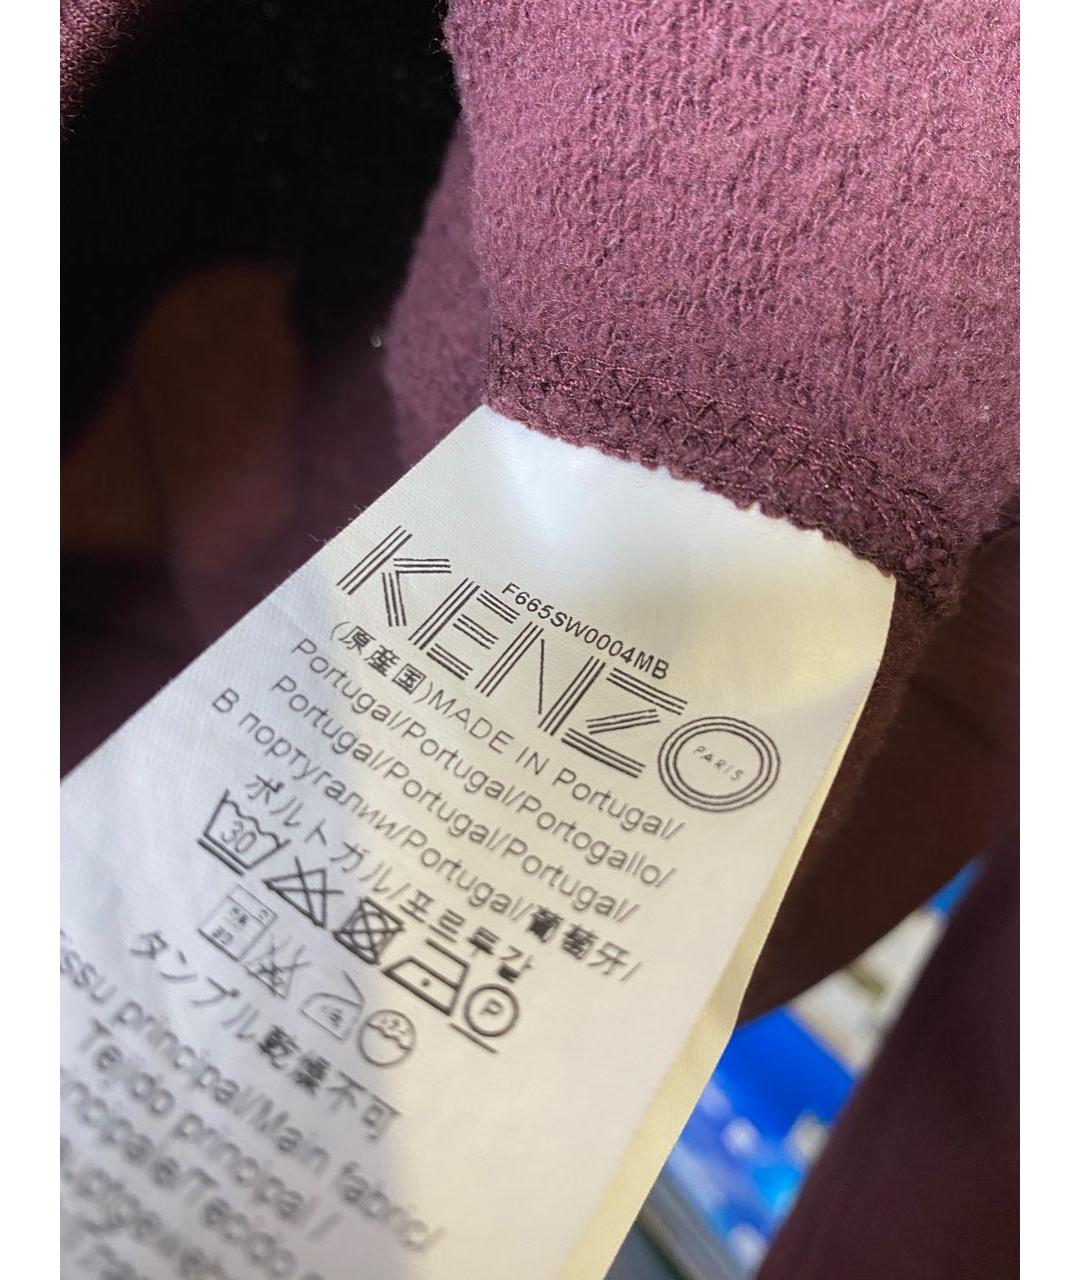 KENZO
PARIS
F665SW0004MB
(原産国)MADE IN Portugal/
Portugal/Portugal/Portogallo/
Portugal/Portugal/Portugal/
В португалии/Portugal/葡萄牙/
ポルトガル/포르투갈
30
P
タンブル乾燥不可
principal/Main fabric/
Tejido principal /
/Tecido